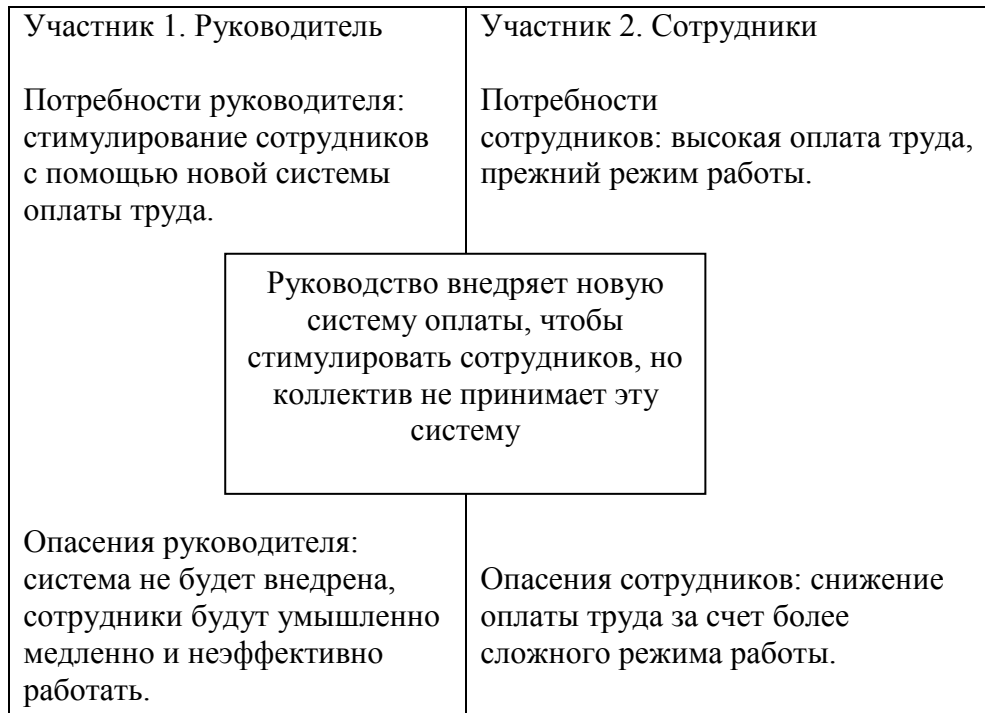 Участник 1. Руководитель
Потребности руководителя:
стимулирование сотрудников
с помощью новой системы
оплаты труда.
Участник 2. Сотрудники
Потребности
сотрудников: высокая оплата труда,
прежний режим работы.
Руководство внедряет новую
систему оплаты, чтобы
стимулировать сотрудников, но
коллектив не принимает эту
систему
Опасения руководителя:
система не будет внедрена,
сотрудники будут умышленно
медленно и неэффективно
работать.
Опасения сотрудников: снижение
оплаты труда за счет более
сложного режима работы.